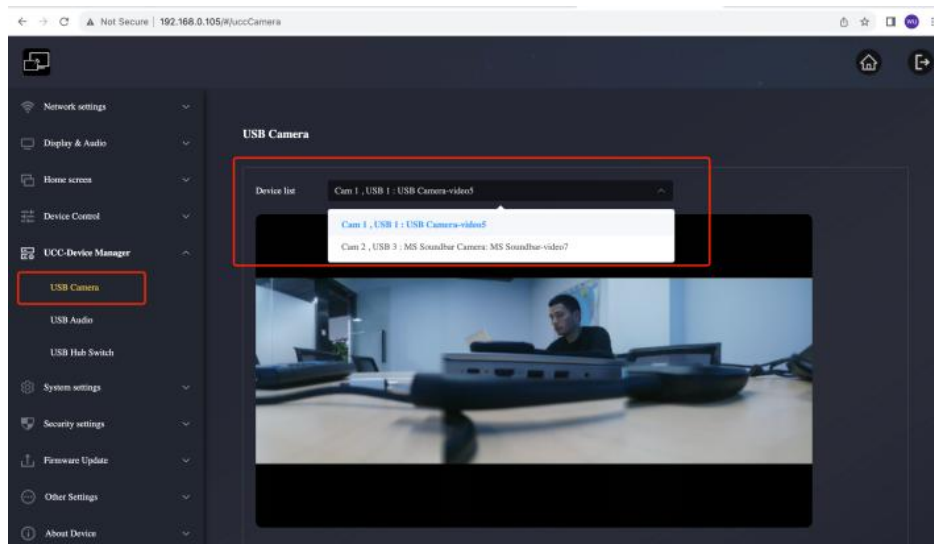 Not Secure
192.168.0.105/#/uccCamera
WQ
Network settings
Display & Audio
Home screen
Device Control
UCC-Device Manager
USB Camera
USB Audio
USB Hub Switch
System settings
Security settings
Firmware Update
Other Settings
About Device
USB Camera
Device list
Cam 1 , USB 1 : USB Camera-video5
Cam 1 , USB 1 : USB Camera-video5
Cam 2 , USB 3 : MS Soundbar Camera: MS Soundbar-video7